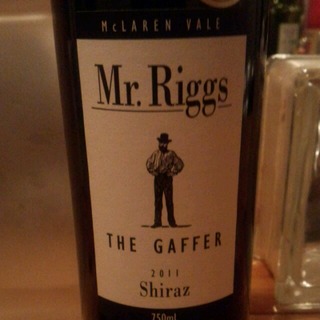 McLAREN VALE
Mr. Riggs
THE GAFFER
2011
Shiraz
750ml